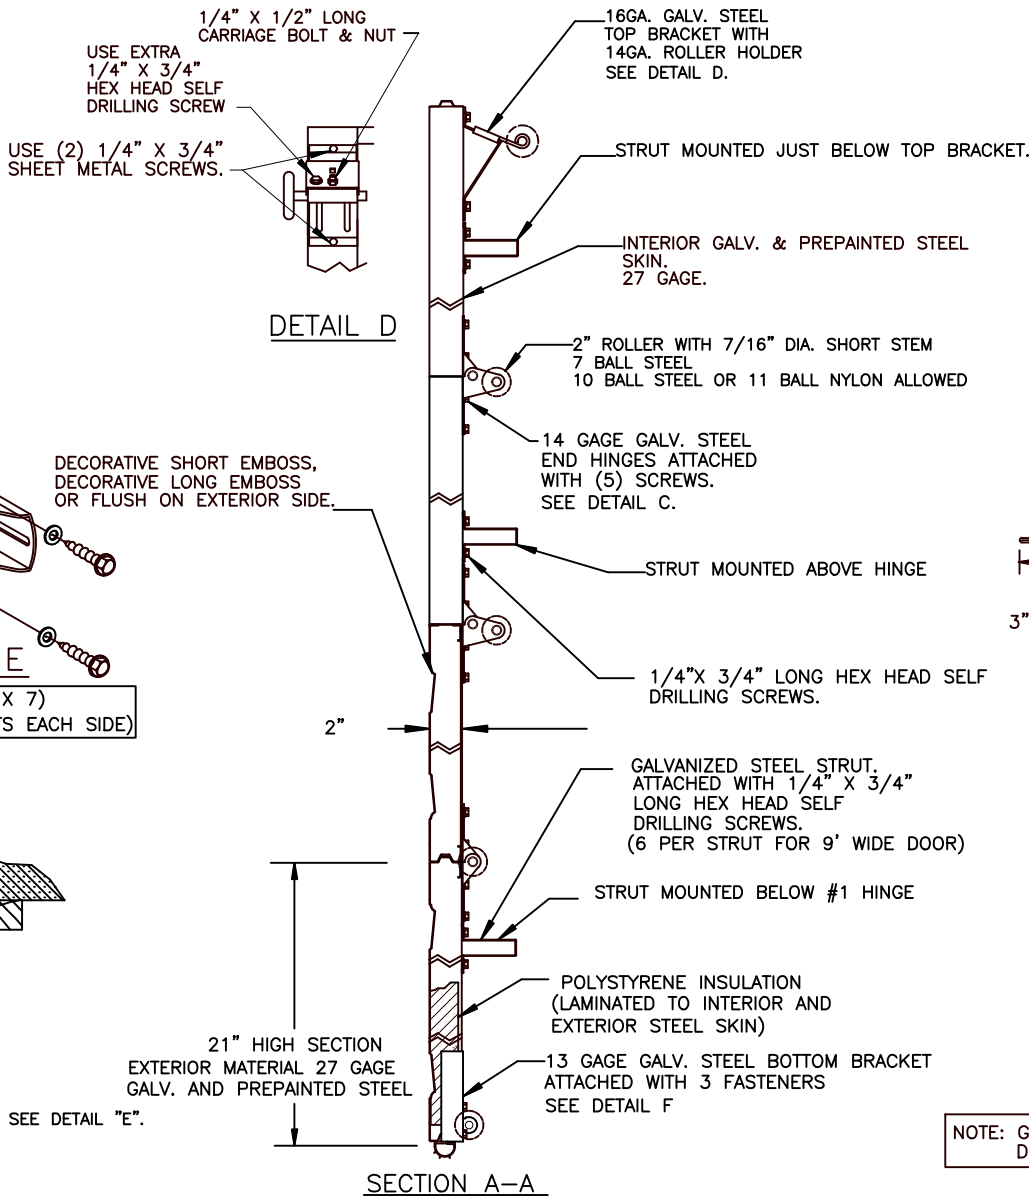 1/4" X 1/2" LONG
CARRIAGE BOLT & NUT
USE EXTRA
1/4" X 3/4"
HEX HEAD SELF
DRILLING SCREW
USE (2) 1/4" X 3/4"
SHEET METAL SCREWS.
DETAIL D
16GA. GALV. STEEL
TOP BRACKET WITH
14GA. ROLLER HOLDER
SEE DETAIL D.
STRUT MOUNTED JUST BELOW TOP BRACKET.
INTERIOR GALV. & PREPAINTED STEEL
SKIN.
27 GAGE.
2" ROLLER WITH 7/16" DIA. SHORT STEM
7 BALL STEEL
10 BALL STEEL OR 11 BALL NYLON ALLOWED
14 GAGE GALV. STEEL
END HINGES ATTACHED
WITH (5) SCREWS.
SEE DETAIL C.
DECORATIVE SHORT EMBOSS,
DECORATIVE LONG EMBOSS
OR FLUSH ON EXTERIOR SIDE.
STRUT MOUNTED ABOVE HINGE
3"
E
X 7)
TS EACH SIDE)
1/4"X 3/4" LONG HEX HEAD SELF
DRILLING SCREWS.
2"
GALVANIZED STEEL STRUT.
ATTACHED WITH 1/4" X 3/4"
LONG HEX HEAD SELF
DRILLING SCREWS.
(6 PER STRUT FOR 9' WIDE DOOR)
STRUT MOUNTED BELOW #1 HINGE
POLYSTYRENE INSULATION
(LAMINATED TO INTERIOR AND
EXTERIOR STEEL SKIN)
21" HIGH SECTION
EXTERIOR MATERIAL 27 GAGE
GALV. AND PREPAINTED STEEL
13 GAGE GALV. STEEL BOTTOM BRACKET
ATTACHED WITH 3 FASTENERS
SEE DETAIL F
SEE DETAIL "E".
NOTE: G
D
SECTION A-A